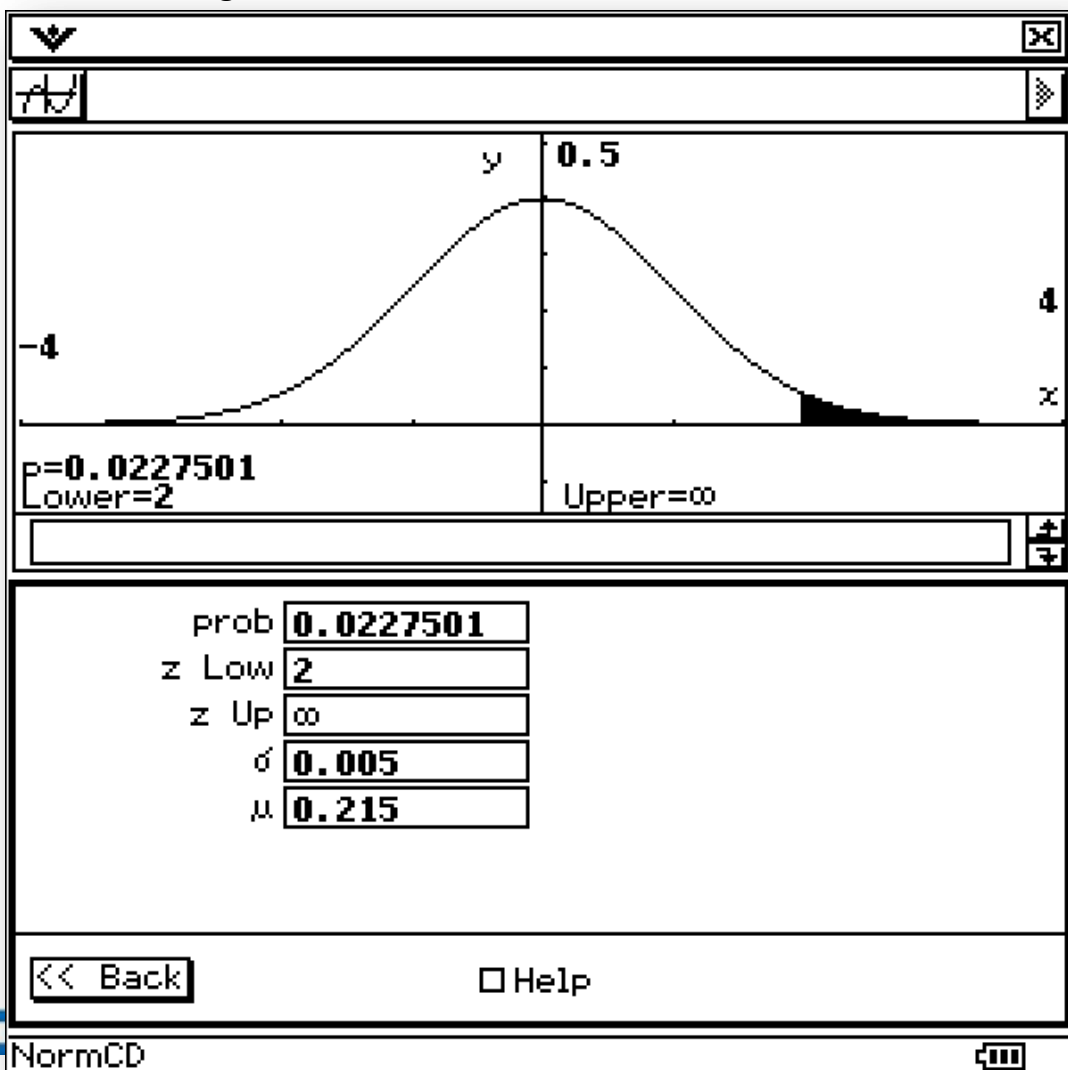 y 0.5
4
-4
x
p=0.0227501
Lower=2 Upper=∞
prob 0.0227501
z Low 2
z Up ∞
σ 0.005
μ 0.215
<< Back Help
NormCD